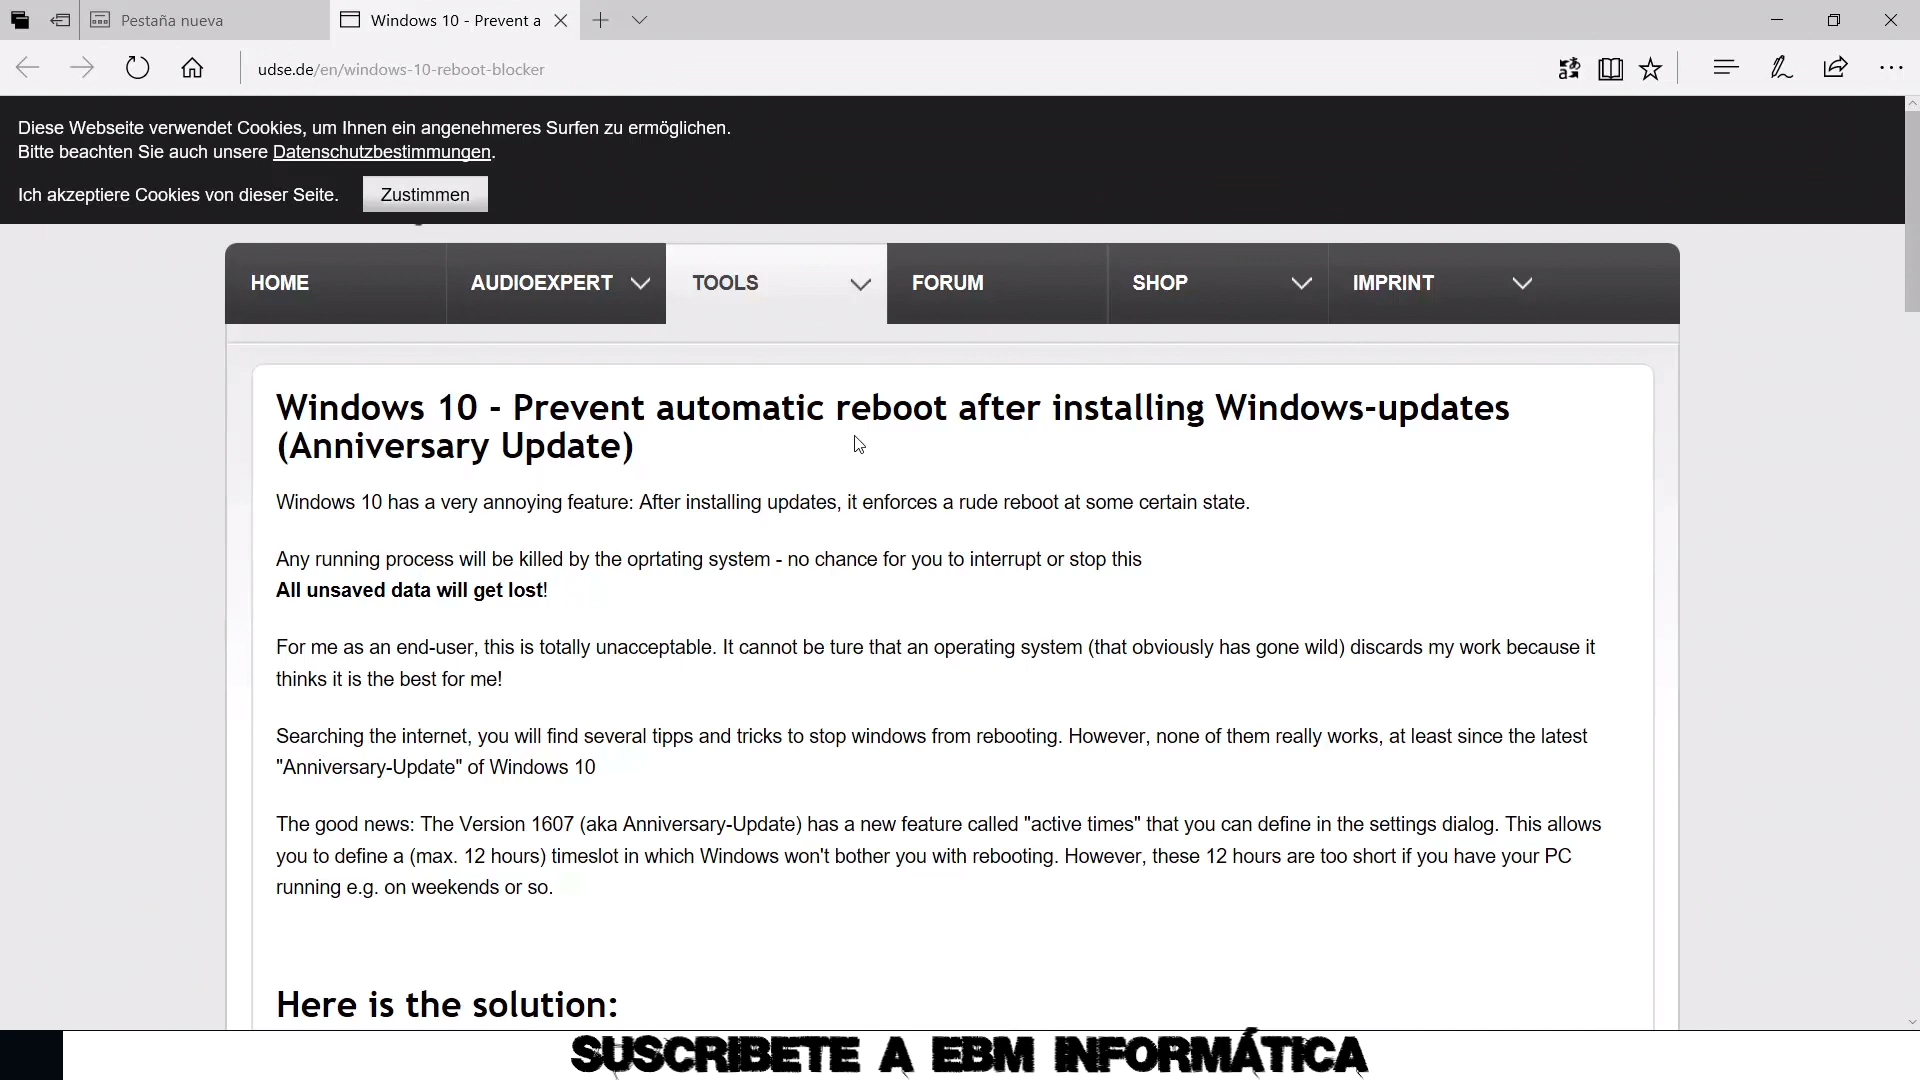 Pestaña nueva
Windows 10 - Prevent a
udse.de/en/windows-10-reboot-blocker
Diese Webseite verwendet Cookies, um Ihnen ein angenehmeres Surfen zu ermöglichen.
Bitte beachten Sie auch unsere Datenschutzbestimmungen.
Ich akzeptiere Cookies von dieser Seite.
Zustimmen
HOME
AUDIOEXPERT
TOOLS
FORUM
SHOP
IMPRINT
Windows 10 - Prevent automatic reboot after installing Windows-updates
(Anniversary Update)
Windows 10 has a very annoying feature: After installing updates, it enforces a rude reboot at some certain state.
Any running process will be killed by the oprtating system - no chance for you to interrupt or stop this
All unsaved data will get lost!
For me as an end-user, this is totally unacceptable. It cannot be ture that an operating system (that obviously has gone wild) discards my work because it
thinks it is the best for me!
Searching the internet, you will find several tipps and tricks to stop windows from rebooting. However, none of them really works, at least since the latest
"Anniversary-Update" of Windows 10
The good news: The Version 1607 (aka Anniversary-Update) has a new feature called "active times" that you can define in the settings dialog. This allows
you to define a (max. 12 hours) timeslot in which Windows won't bother you with rebooting. However, these 12 hours are too short if you have your PC
running e.g. on weekends or so.
Here is the solution:
SUSCRIBETE A EBM INFORMÁTICA